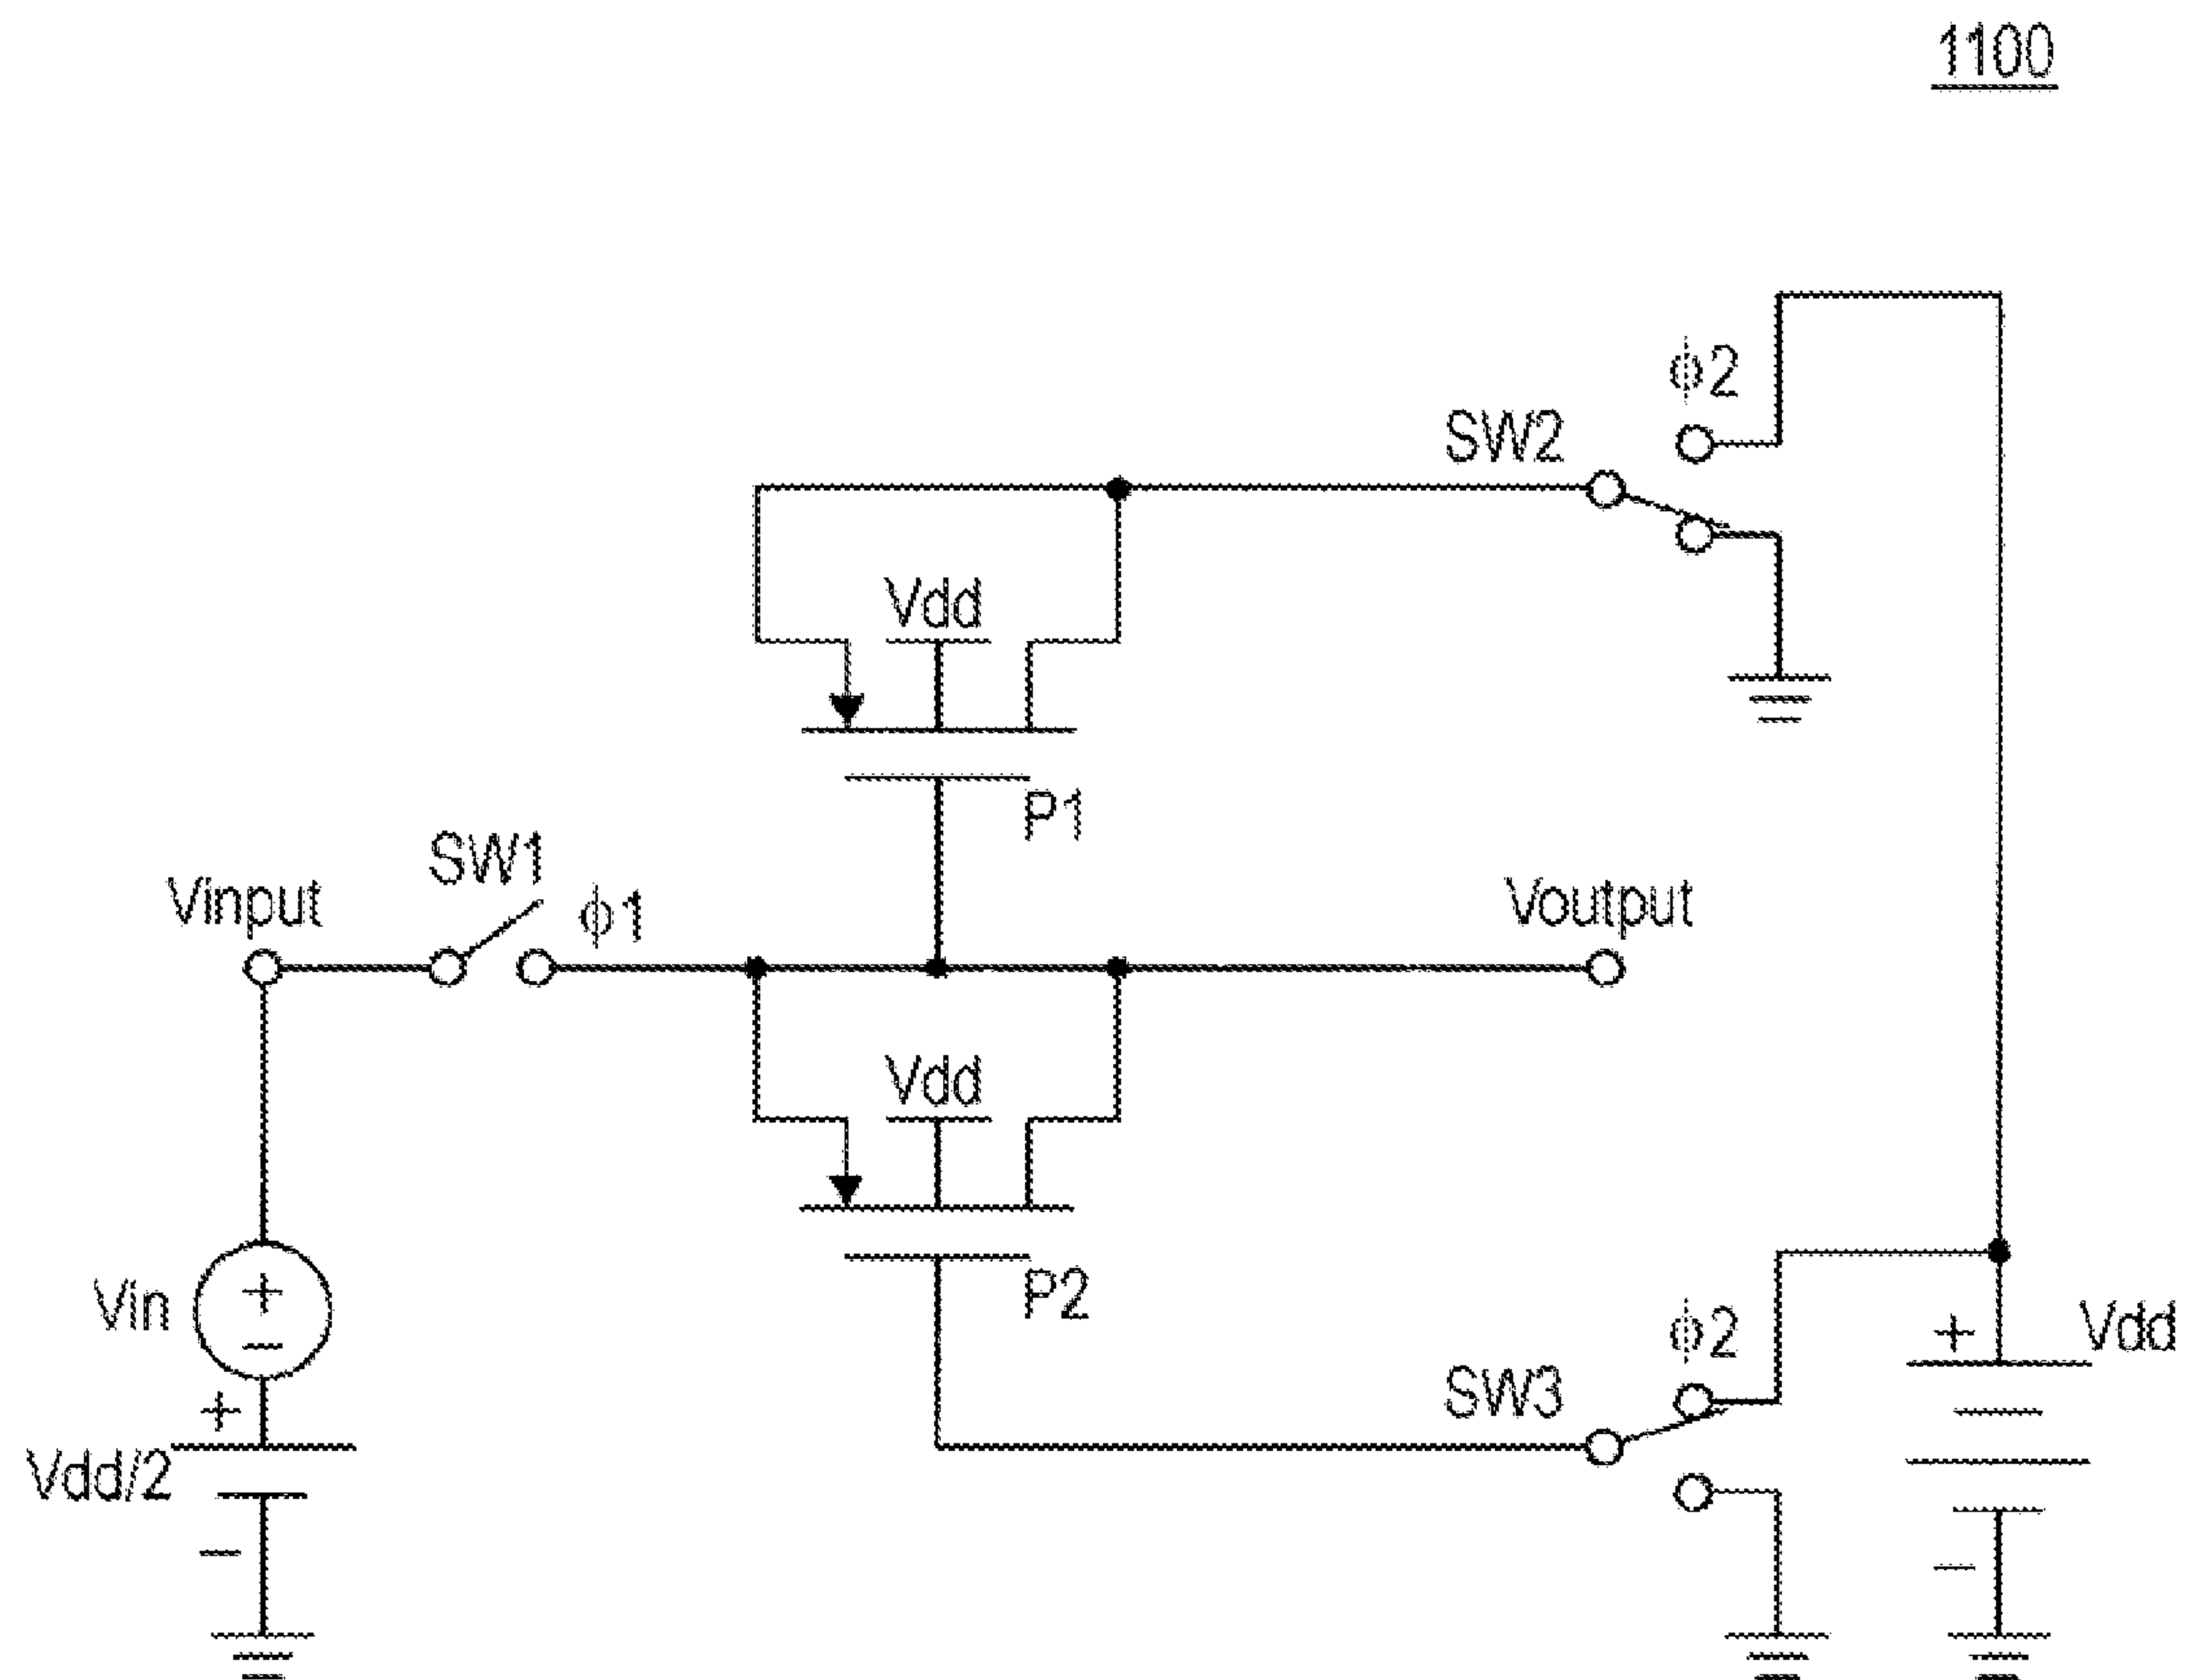 1100
ϕ2
SW2
Vdd
P1
SW1
Vinput
ϕ1
Voutput
Vdd
P2
ϕ2
Vin
+
−
+
Vdd
SW3
+
Vdd/2
−
−